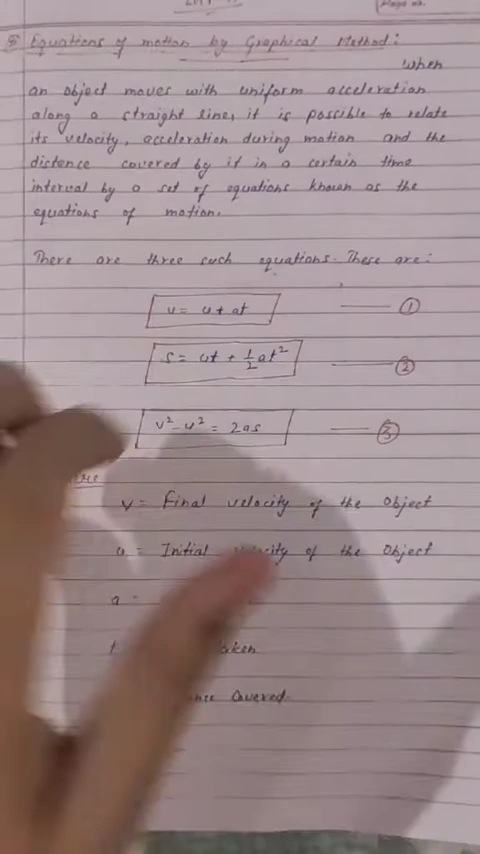 Page No.
Equations of motion by Graphical Method:
when
an object moves with uniform acceleration
along a straight line, it is possible to relate
its velocity, acceleration during motion and the
distance covered by it in a certain time
interval by a set of equations known as the
equations of motion.
There are three such equations. These are:
v = u + at ——— ①
s = ut + ½at² ——— ②
v² - u² = 2as ——— ③
v = Final velocity of the Object
u = Initial velocity of the Object
a =
t
Covered